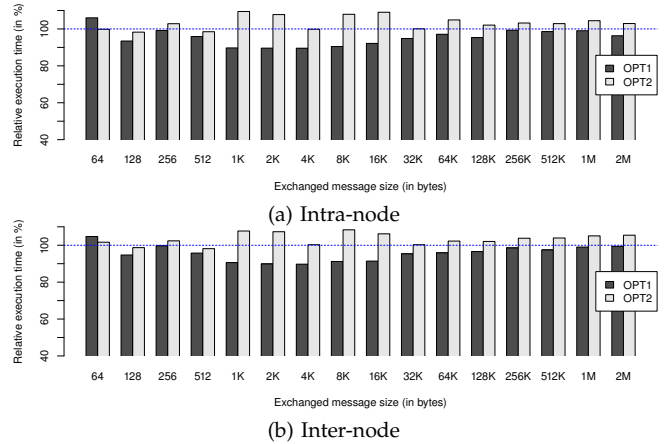 Relative execution time (in %)
40 60 80 100
OPT1
OPT2
64 128 256 512 1K 2K 4K 8K 16K 32K 64K 128K 256K 512K 1M 2M
Exchanged message size (in bytes)
(a) Intra-node
Relative execution time (in %)
40 60 80 100
OPT1
OPT2
64 128 256 512 1K 2K 4K 8K 16K 32K 64K 128K 256K 512K 1M 2M
Exchanged message size (in bytes)
(b) Inter-node